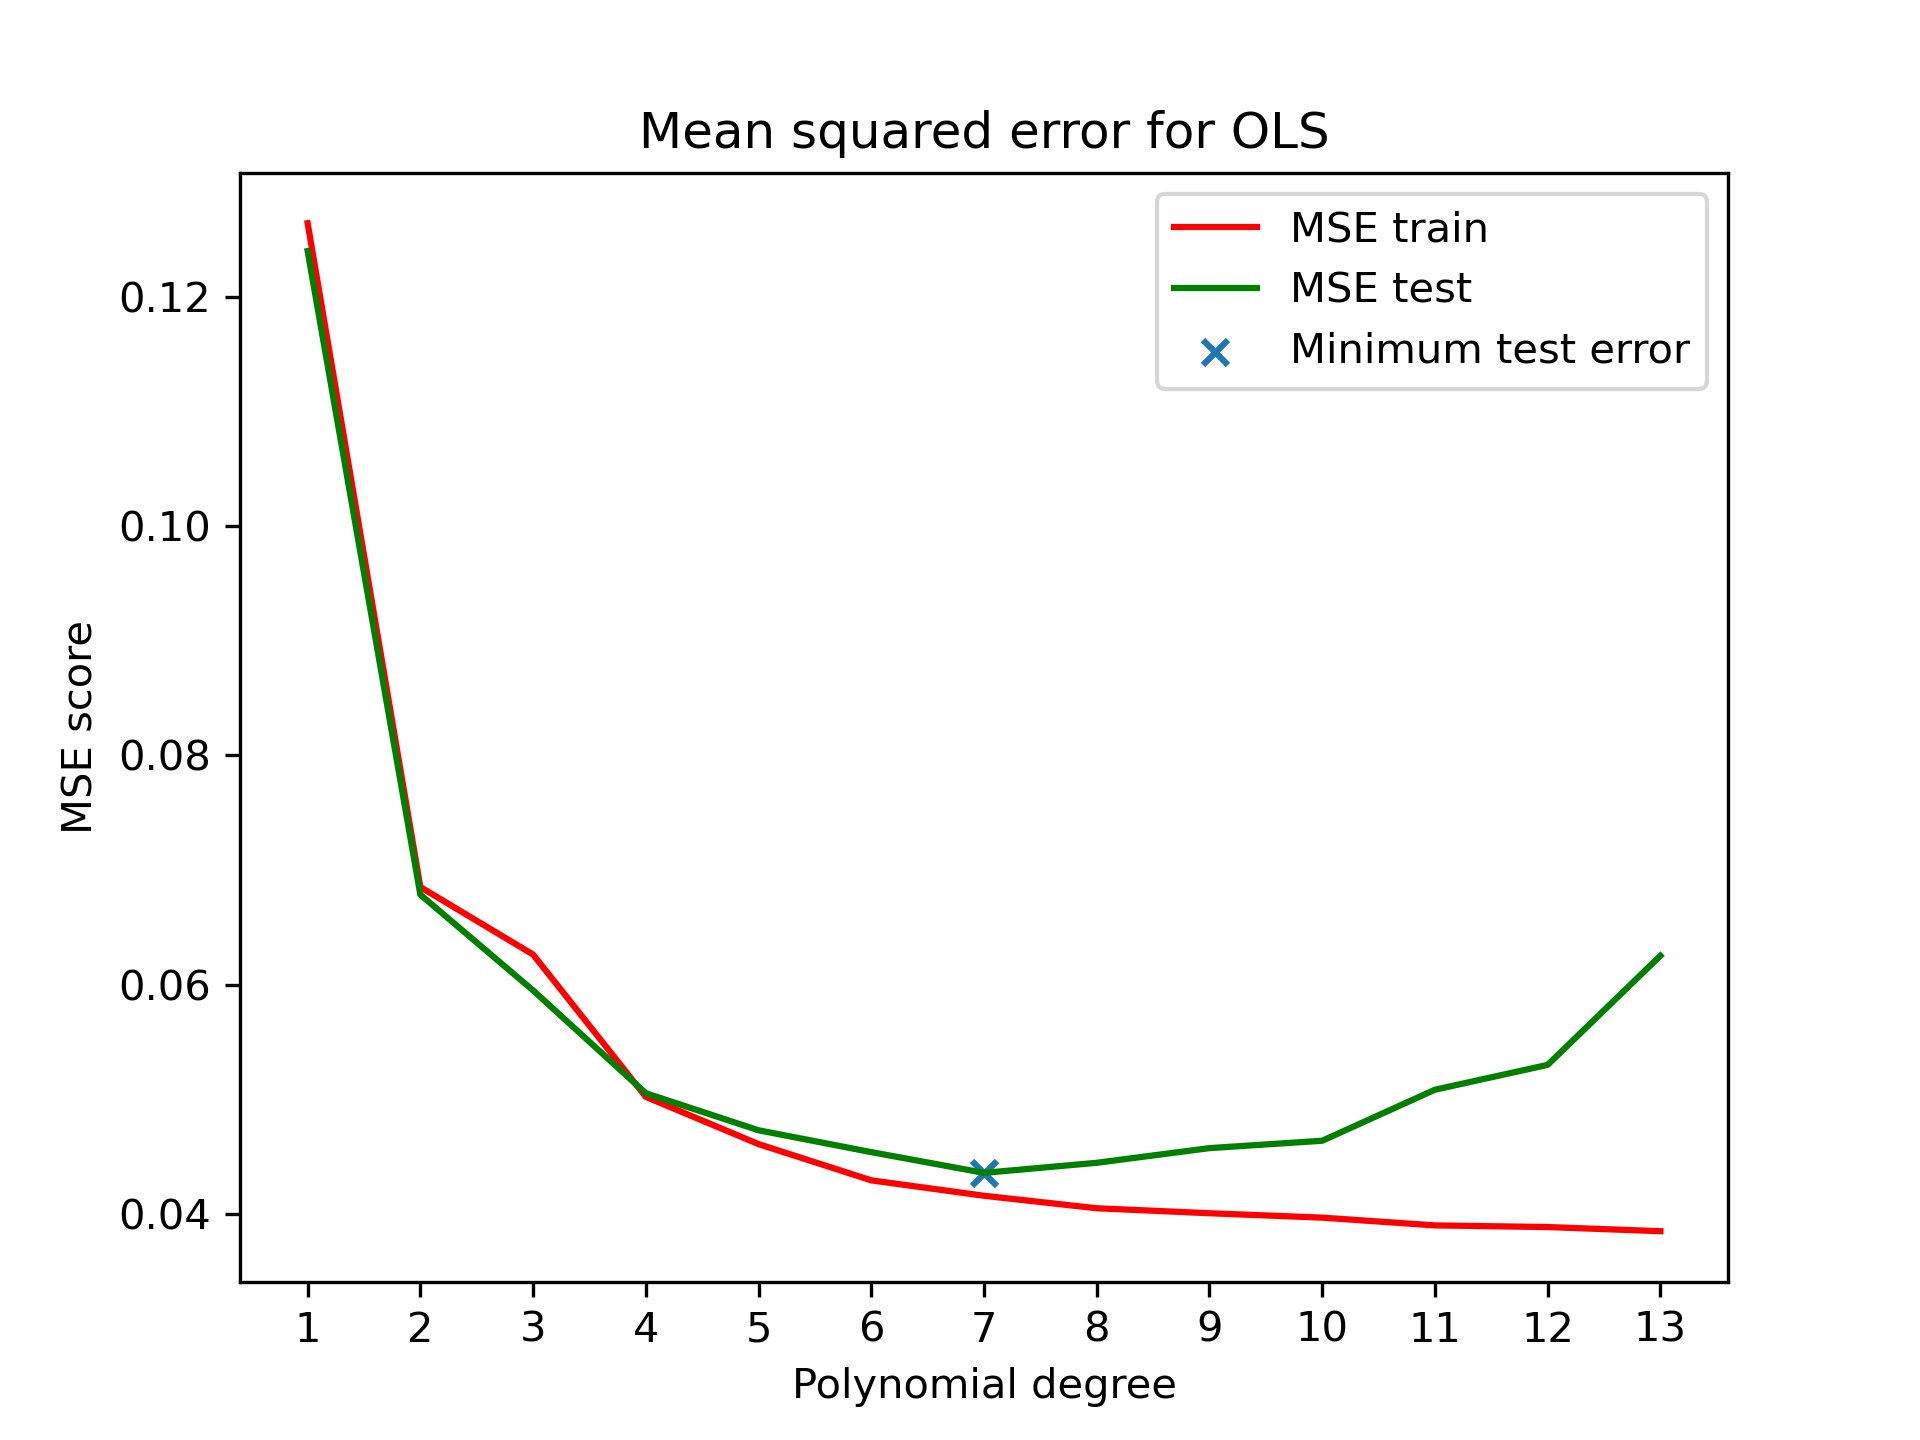 Mean squared error for OLS
MSE train
MSE test
Minimum test error
0.12
0.10
0.08
0.06
0.04
MSE score
1 2 3 4 5 6 7 8 9 10 11 12 13
Polynomial degree